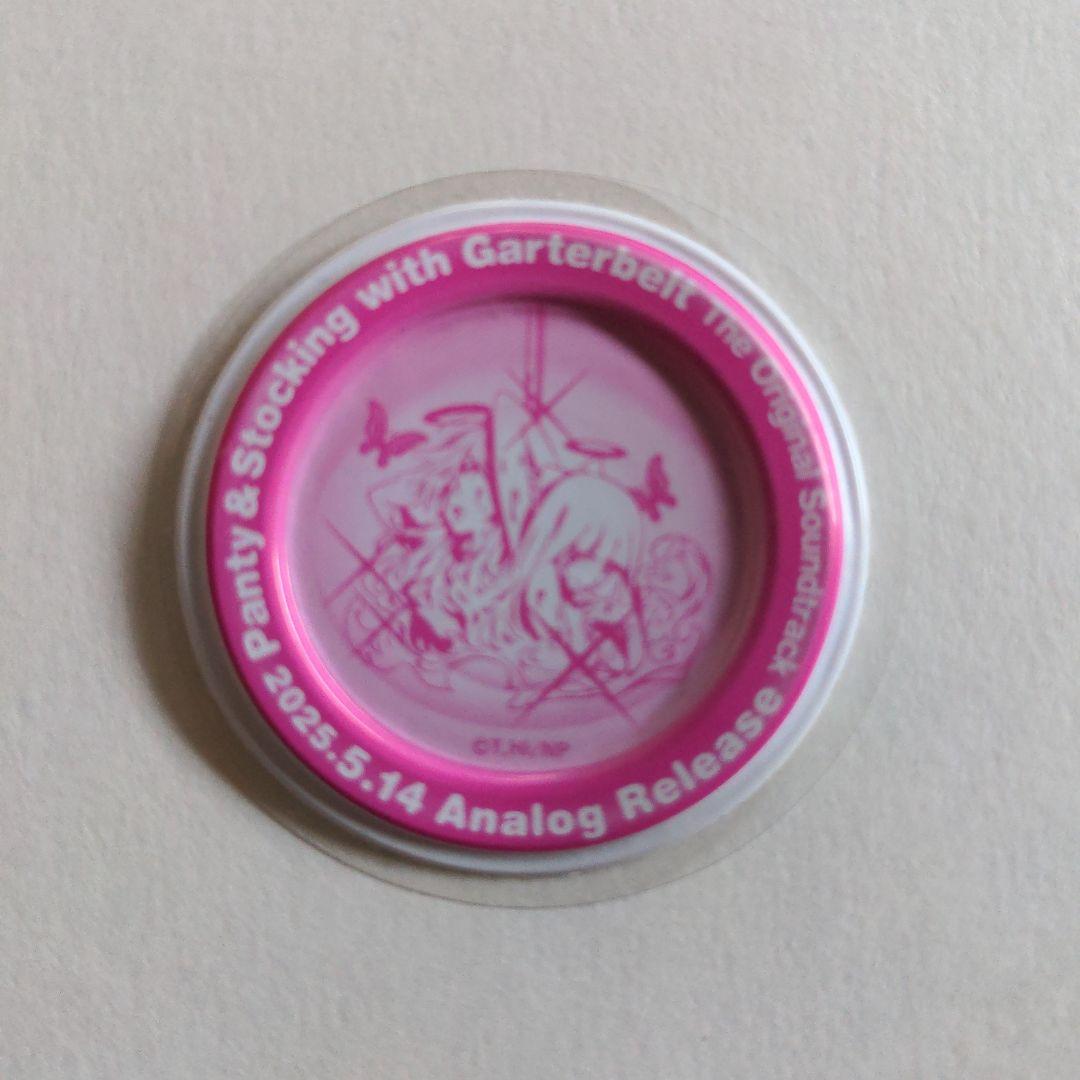 Panty & Stocking with Garterbelt The Original Soundtrack
2025.5.14 Analog Release